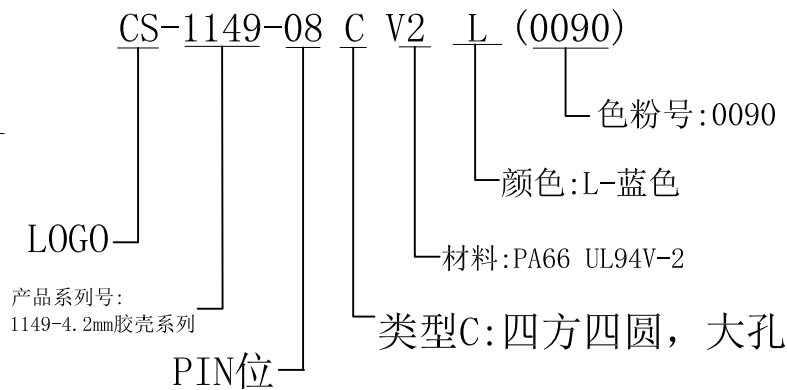 CS-1149-08 C V2 L (0090)
色粉号:0090
颜色:L-蓝色
LOGO
材料:PA66 UL94V-2
产品系列号:
1149-4.2mm胶壳系列
类型C:四方四圆，大孔
PIN位